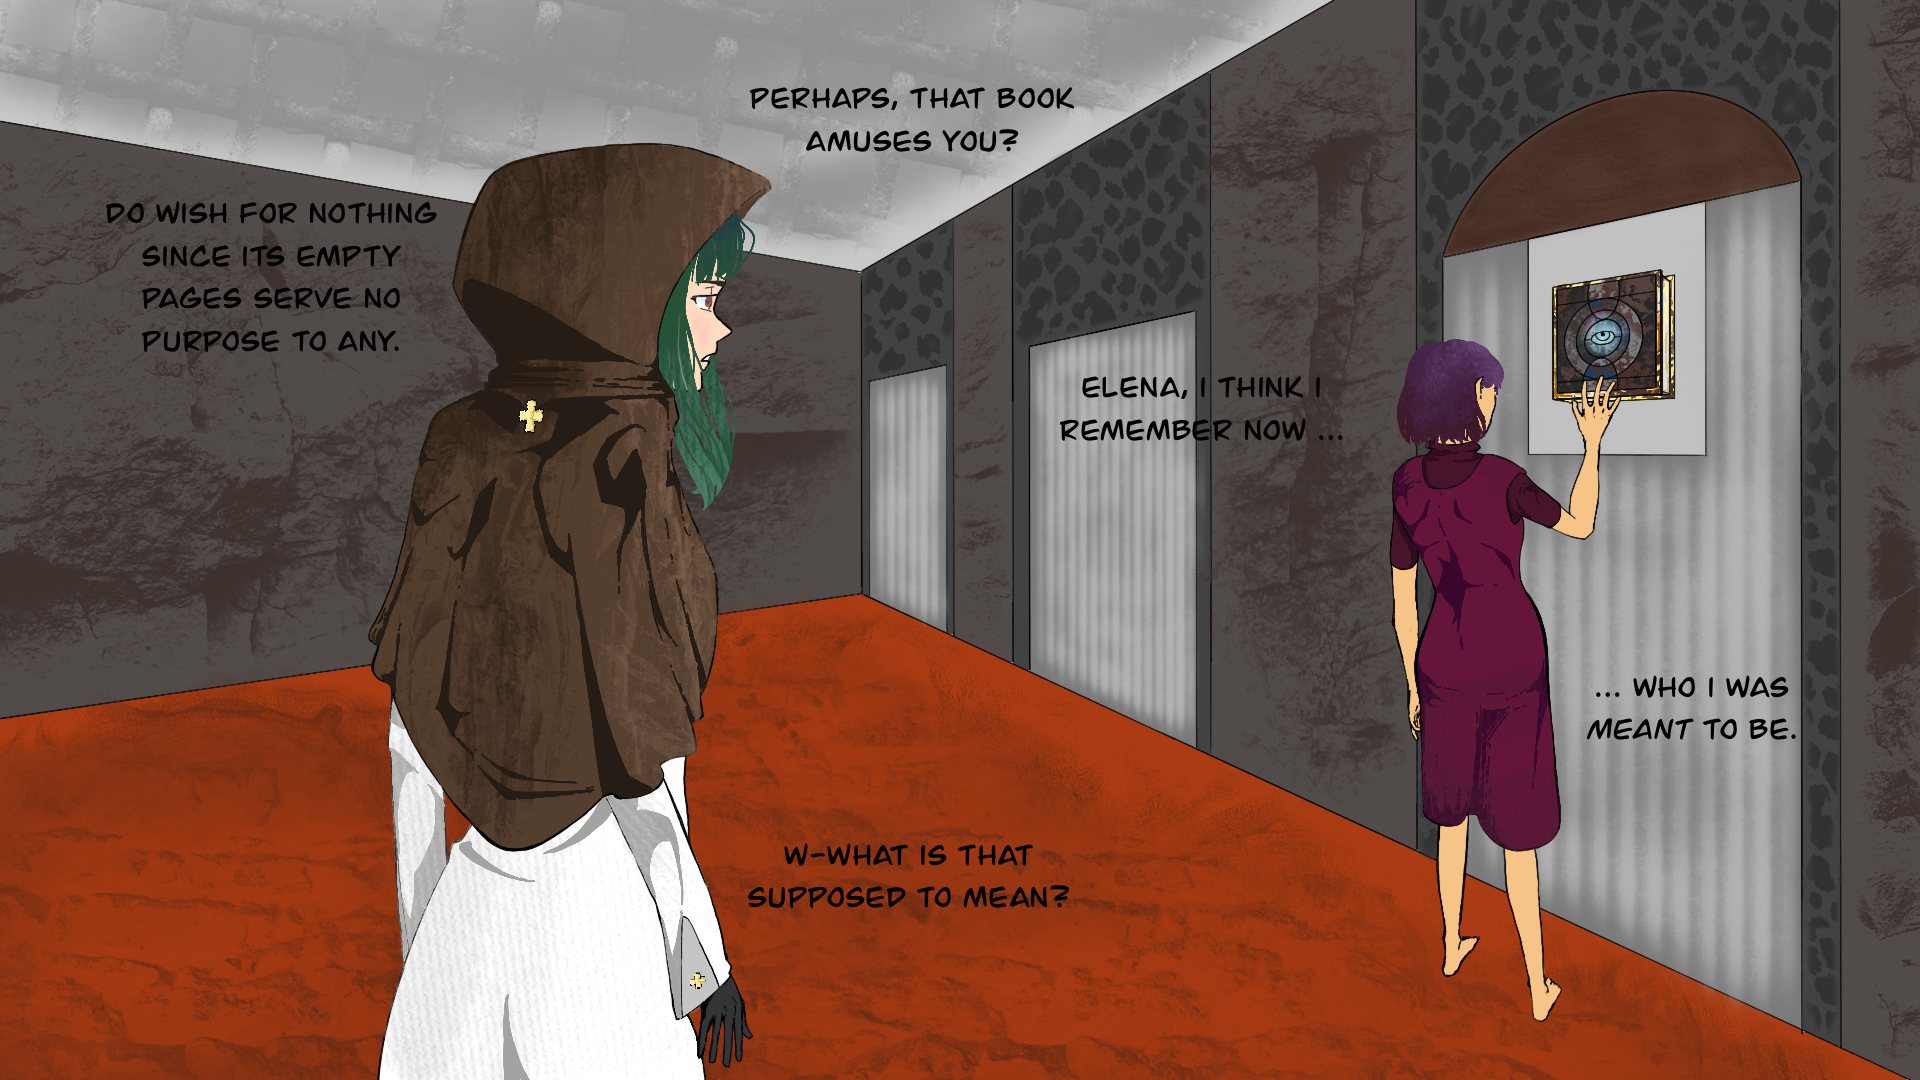 PERHAPS, THAT BOOK
AMUSES YOU?
DO WISH FOR NOTHING
SINCE ITS EMPTY
PAGES SERVE NO
PURPOSE TO ANY.
ELENA, I THINK I
REMEMBER NOW ...
... WHO I WAS
MEANT TO BE.
W-WHAT IS THAT
SUPPOSED TO MEAN?